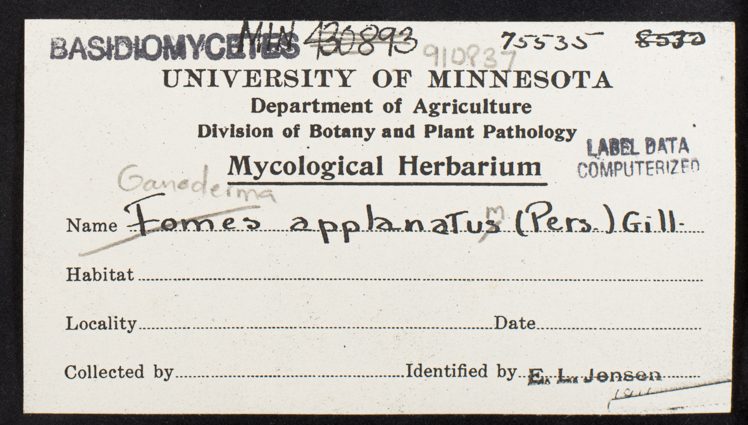 BASIDIOMYCETES MIN 430893 910837 75535 8530
UNIVERSITY OF MINNESOTA
Department of Agriculture
Division of Botany and Plant Pathology
LABEL DATA
COMPUTERIZED
Mycological Herbarium
Ganoderma
Name Fomes applanatus m (Pers.) Gill.
Habitat
Locality Date
Collected by Identified by E. L. Jensen